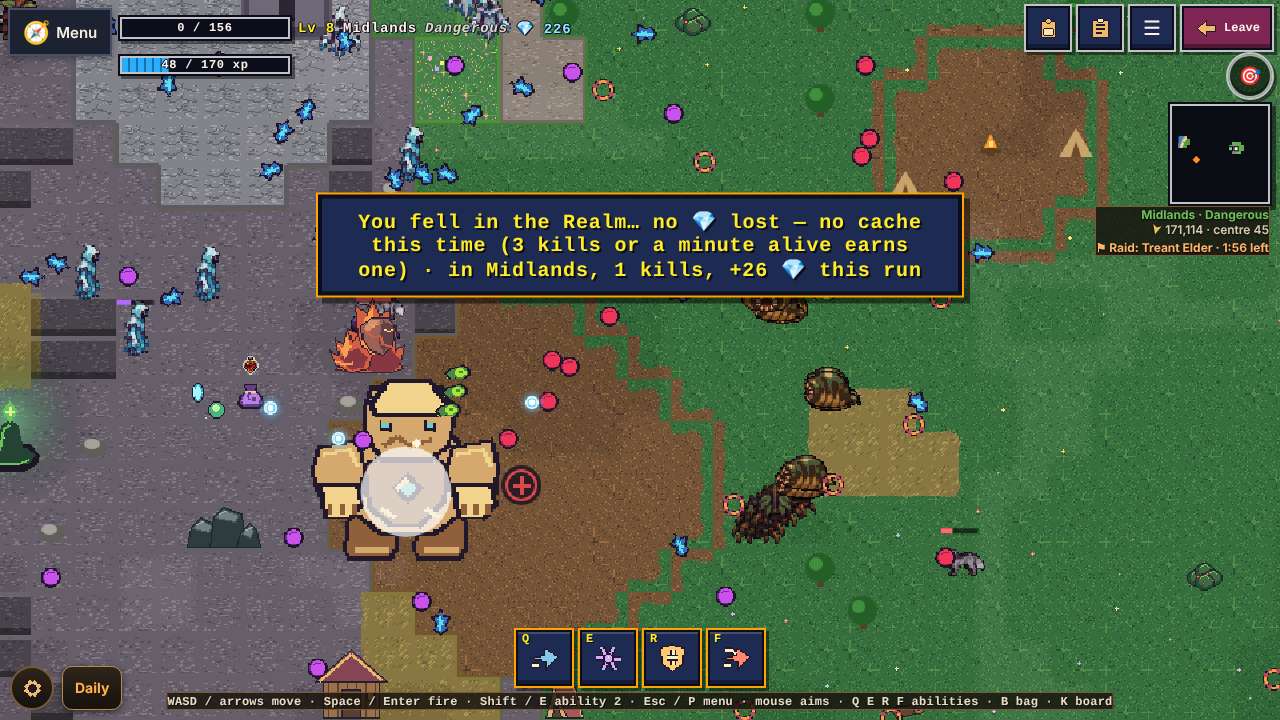 Menu
0 / 156
Lv 8 Midlands Dangerous 💎 226
48 / 170 xp
Leave
You fell in the Realm… no 💎 lost — no cache
this time (3 kills or a minute alive earns
one) · in Midlands, 1 kills, +26 💎 this run
Midlands · Dangerous
171,114 · centre 45
Raid: Treant Elder · 1:56 left
Q
E
R
F
Daily
WASD / arrows move · Space / Enter fire · Shift / E ability 2 · Esc / P menu · mouse aims · Q E R F abilities · B bag · K board